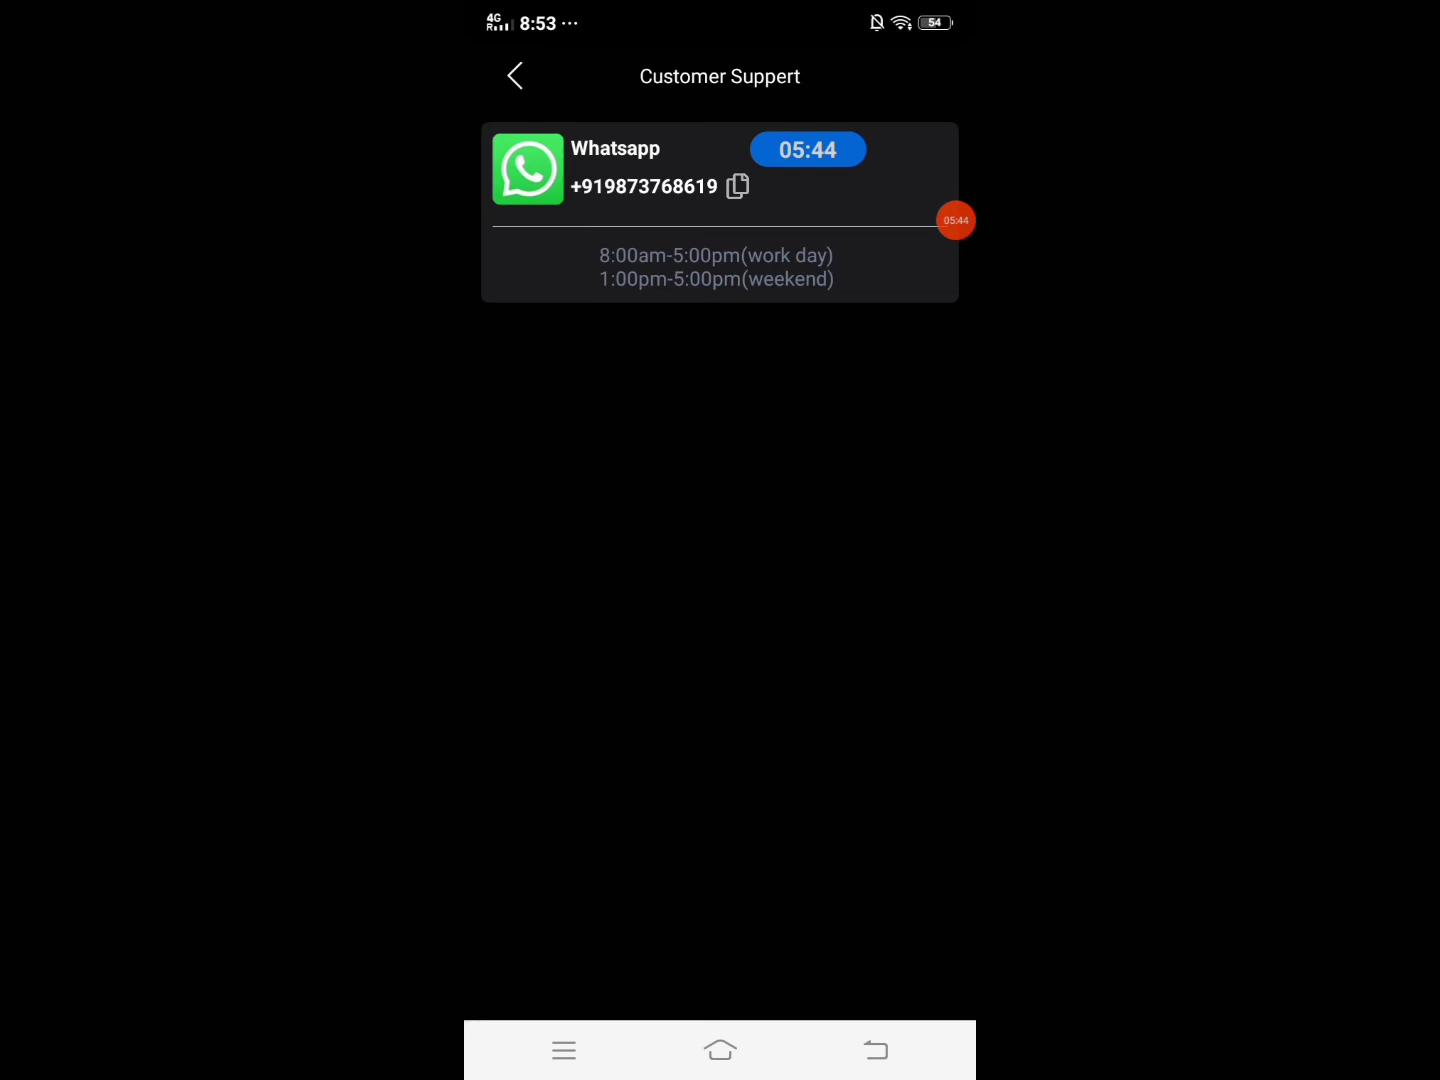 4G
R
8:53 ...
54
Customer Suppert
Whatsapp
05:44
+919873768619
05:44
8:00am-5:00pm(work day)
1:00pm-5:00pm(weekend)